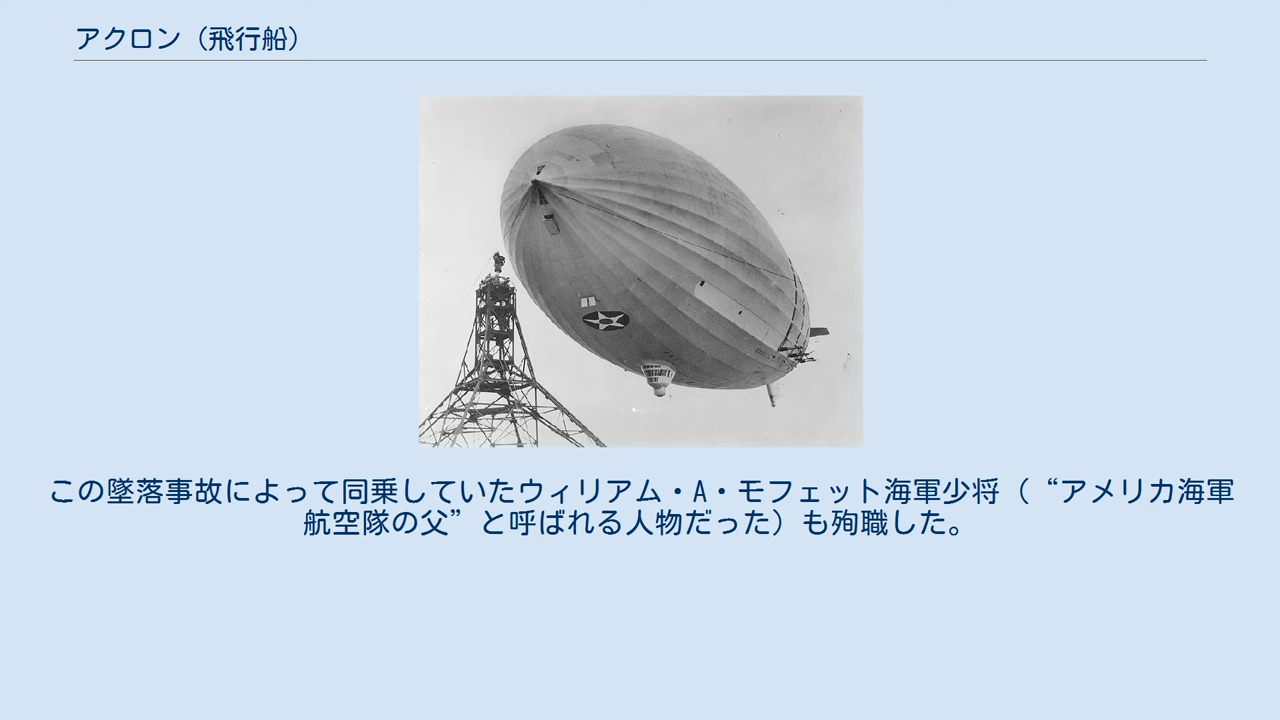 アクロン（飛行船）
この墜落事故によって同乗していたウィリアム・A・モフェット海軍少将（“アメリカ海軍
航空隊の父”と呼ばれる人物だった）も殉職した。